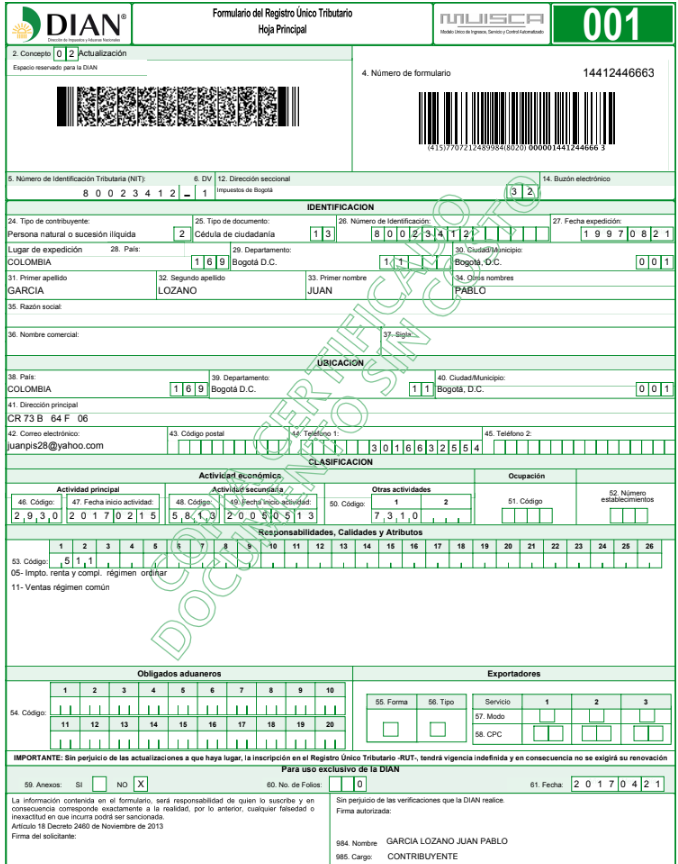 DIAN®
Dirección de Impuestos y Aduanas Nacionales
Formulario del Registro Único Tributario
Hoja Principal
MUISCA
Modelo Único de Ingresos, Servicio y Control Automatizado
001
2. Concepto 0 2 Actualización
Espacio reservado para la DIAN
4. Número de formulario 14412446663
(415)7707212489984(8020) 000001441244666 3
5. Número de Identificación Tributaria (NIT): 6. DV 12. Dirección seccional 14. Buzón electrónico
8 0 0 2 3 4 1 2 - 1 Impuestos de Bogotá 3 2
IDENTIFICACION
24. Tipo de contribuyente: 25. Tipo de documento: 26. Número de Identificación: 27. Fecha expedición:
Persona natural o sucesión ilíquida 2 Cédula de ciudadanía 1 3 8 0 0 2 3 4 1 2 1 9 9 7 0 8 2 1
Lugar de expedición 28. País: 29. Departamento: 30. Ciudad/Municipio:
COLOMBIA 1 6 9 Bogotá D.C. 1 1 Bogotá, D.C. 0 0 1
31. Primer apellido 32. Segundo apellido 33. Primer nombre 34. Otros nombres
GARCIA LOZANO JUAN PABLO
35. Razón social:
36. Nombre comercial: 37. Sigla:
UBICACION
38. País: 39. Departamento: 40. Ciudad/Municipio:
COLOMBIA 1 6 9 Bogotá D.C. 1 1 Bogotá, D.C. 0 0 1
41. Dirección principal
CR 73 B 64 F 06
42. Correo electrónico: 43. Código postal 44. Teléfono 1: 45. Teléfono 2:
juanpis28@yahoo.com 3 0 1 6 6 3 2 5 5 4
CLASIFICACION
Actividad económica Ocupación
Actividad principal Actividad secundaria Otras actividades 52. Número establecimientos
46. Código: 47. Fecha inicio actividad: 48. Código: 49. Fecha inicio actividad: 50. Código: 1 2 51. Código
2 9 3 0 2 0 1 7 0 2 1 5 5 8 1 3 2 0 0 5 0 5 1 3 7 3 1 0
Responsabilidades, Calidades y Atributos
1 2 3 4 5 6 7 8 9 10 11 12 13 14 15 16 17 18 19 20 21 22 23 24 25 26
53. Código: 5 1 1
05- Impto. renta y compl. régimen ordinar
11- Ventas régimen común
COPIA CERTIFICADO
DOCUMENTO SIN COSTO
Obligados aduaneros Exportadores
1 2 3 4 5 6 7 8 9 10
55. Forma 56. Tipo Servicio 1 2 3
54. Código: 57. Modo
11 12 13 14 15 16 17 18 19 20
58. CPC
IMPORTANTE: Sin perjuicio de las actualizaciones a que haya lugar, la inscripción en el Registro Único Tributario -RUT-, tendrá vigencia indefinida y en consecuencia no se exigirá su renovación
Para uso exclusivo de la DIAN
59. Anexos: SI NO X 60. No. de Folios: 0 61. Fecha: 2 0 1 7 0 4 2 1
La información contenida en el formulario, será responsabilidad de quien lo suscribe y en
consecuencia corresponde exactamente a la realidad, por lo anterior, cualquier falsedad o
inexactitud en que incurra podrá ser sancionada.
Artículo 18 Decreto 2460 de Noviembre de 2013
Firma del solicitante:
Sin perjuicio de las verificaciones que la DIAN realice.
Firma autorizada:
984. Nombre GARCIA LOZANO JUAN PABLO
985. Cargo: CONTRIBUYENTE